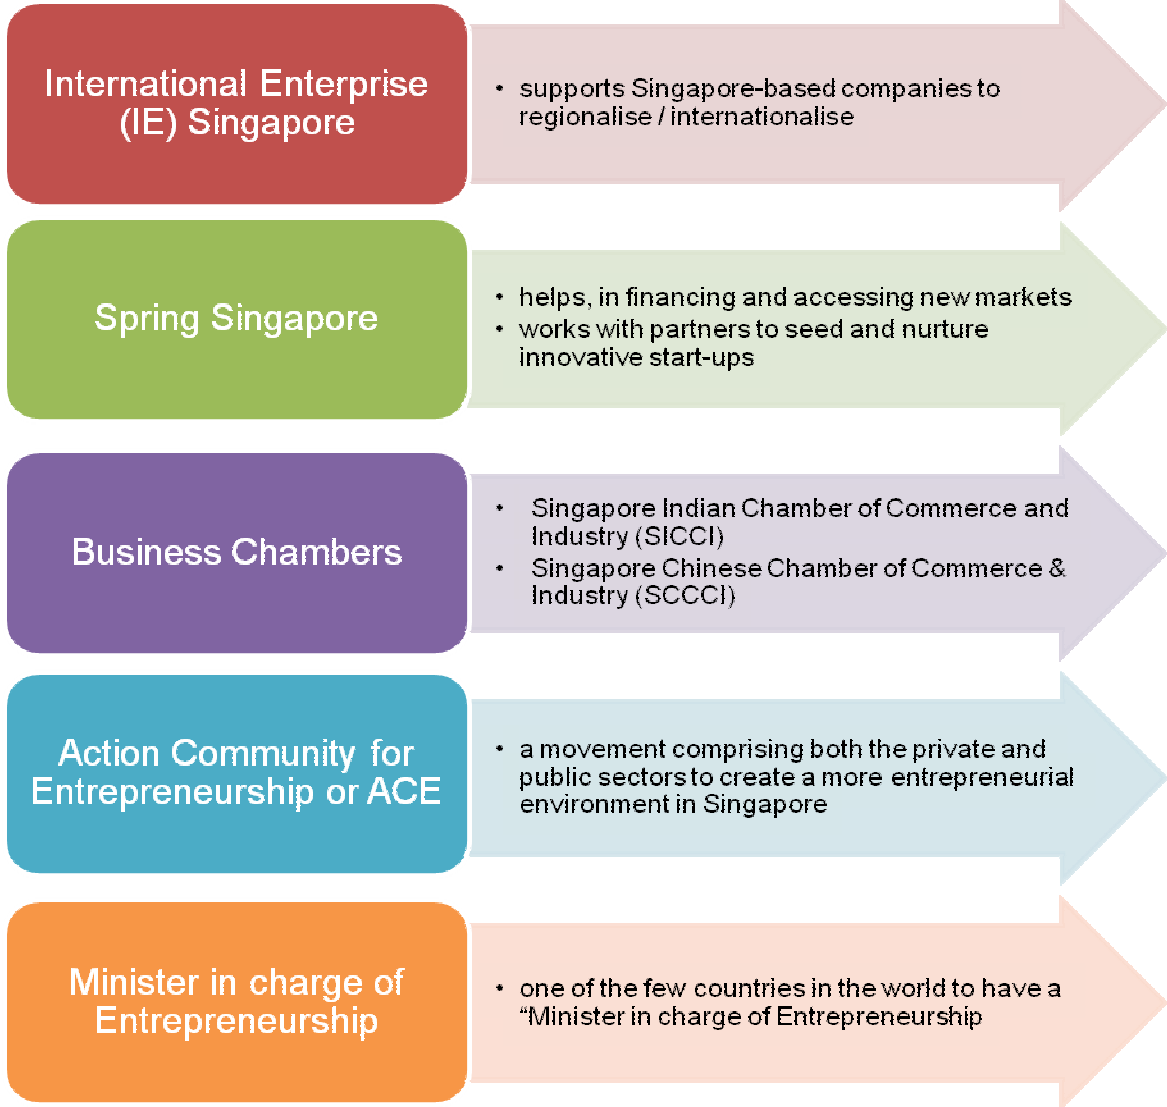 International Enterprise
(IE) Singapore
• supports Singapore-based companies to
regionalise / internationalise
Spring Singapore
• helps, in financing and accessing new markets
• works with partners to seed and nurture
innovative start-ups
Business Chambers
• Singapore Indian Chamber of Commerce and
Industry (SICCI)
• Singapore Chinese Chamber of Commerce &
Industry (SCCCI)
Action Community for
Entrepreneurship or ACE
• a movement comprising both the private and
public sectors to create a more entrepreneurial
environment in Singapore
Minister in charge of
Entrepreneurship
• one of the few countries in the world to have a
“Minister in charge of Entrepreneurship